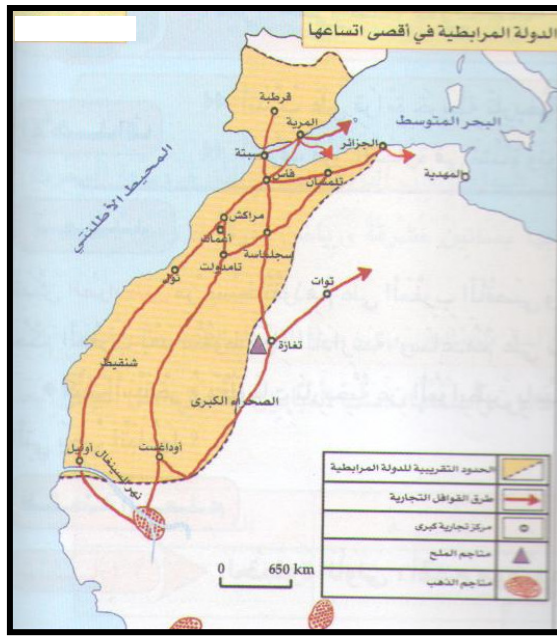 الدولة المرابطية في أقصى اتساعها
البحر المتوسط
المحيط الأطلنتي
قرطبة
المرية
سبتة
الجزائر
المهدية
فاس
تلمسان
مراكش
أغمات
سجلماسة
تامدولت
نول
توات
تغازة
شنقيط
الصحراء الكبرى
أوداغست
أوليل
نهر السينغال
الحدود التقريبية للدولة المرابطية
طرق القوافل التجارية
مركز تجارية كبرى
مناجم الملح
مناجم الذهب
0 650 km